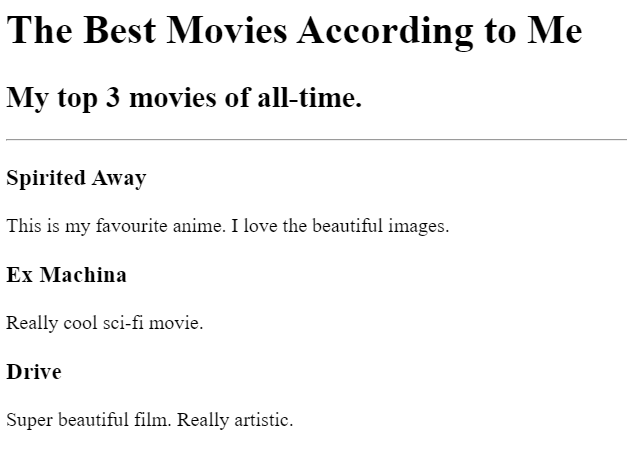 The Best Movies According to Me
My top 3 movies of all-time.
Spirited Away
This is my favourite anime. I love the beautiful images.
Ex Machina
Really cool sci-fi movie.
Drive
Super beautiful film. Really artistic.